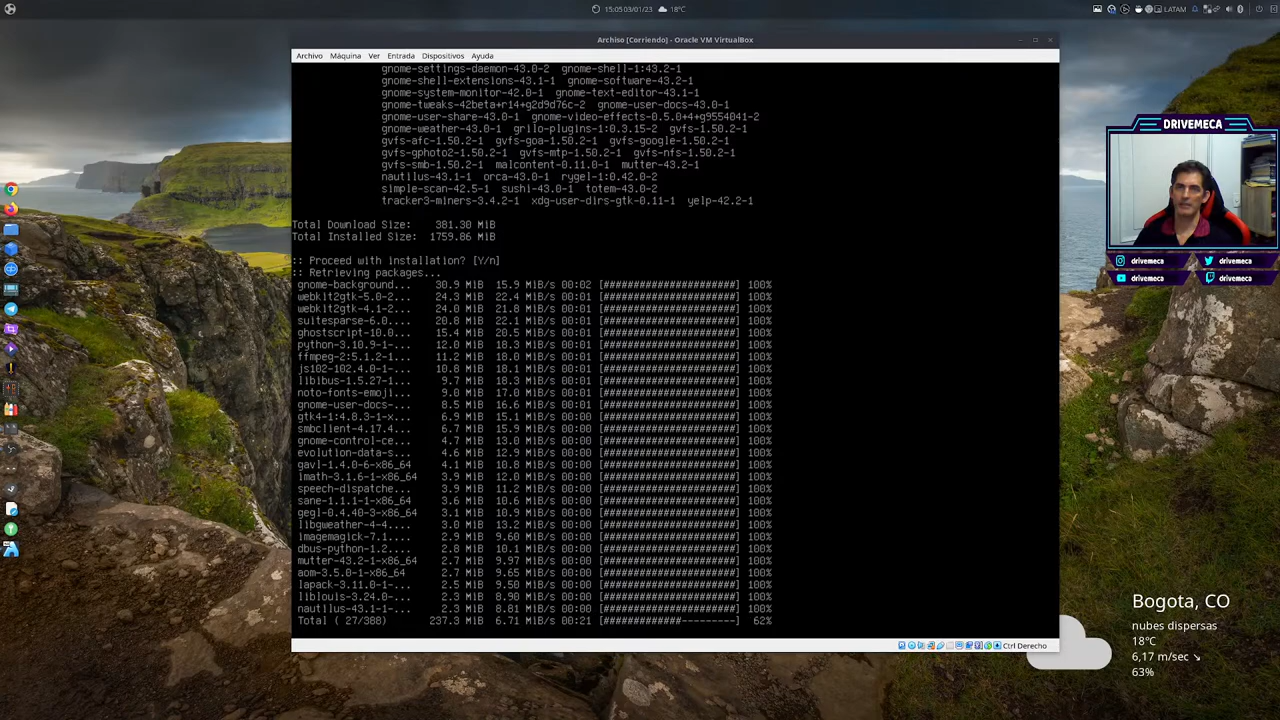 15:05 03/01/23 18°C
LATAM
Archiso [Corriendo] - Oracle VM VirtualBox
Archivo Máquina Ver Entrada Dispositivos Ayuda
gnome-settings-daemon-43.0-2 gnome-shell-1:43.2-1
gnome-shell-extensions-43.1-1 gnome-software-43.2-1
gnome-system-monitor-42.0-1 gnome-text-editor-43.1-1
gnome-tweaks-42beta+r14+g2d9d76c-2 gnome-user-docs-43.0-1
gnome-user-share-43.0-1 gnome-video-effects-0.5.0+4+g9554041-2
gnome-weather-43.0-1 grilo-plugins-1:0.3.15-2 gvfs-1.50.2-1
gvfs-afc-1.50.2-1 gvfs-goa-1.50.2-1 gvfs-google-1.50.2-1
gvfs-gphoto2-1.50.2-1 gvfs-mtp-1.50.2-1 gvfs-nfs-1.50.2-1
gvfs-smb-1.50.2-1 malcontent-0.11.0-1 mutter-43.2-1
nautilus-43.1-1 orca-43.0-1 rygel-1:0.42.0-2
simple-scan-42.5-1 sushi-43.0-1 totem-43.0-2
tracker3-miners-3.4.2-1 xdg-user-dirs-gtk-0.11-1 yelp-42.2-1
Total Download Size: 381.30 MiB
Total Installed Size: 1759.86 MiB
:: Proceed with installation? [Y/n]
:: Retrieving packages...
gnome-background... 30.9 MiB 15.9 MiB/s 00:02 [######################] 100%
webkit2gtk-5.0-2... 24.3 MiB 22.4 MiB/s 00:01 [######################] 100%
webkit2gtk-4.1-2... 24.0 MiB 21.8 MiB/s 00:01 [######################] 100%
suitesparse-6.0.... 20.8 MiB 22.1 MiB/s 00:01 [######################] 100%
ghostscript-10.0... 15.4 MiB 20.5 MiB/s 00:01 [######################] 100%
python-3.10.9-1-... 12.0 MiB 18.3 MiB/s 00:01 [######################] 100%
ffmpeg-2:5.1.2-1... 11.2 MiB 18.0 MiB/s 00:01 [######################] 100%
js102-102.4.0-1-... 10.8 MiB 18.1 MiB/s 00:01 [######################] 100%
libibus-1.5.27-1... 9.7 MiB 18.3 MiB/s 00:01 [######################] 100%
noto-fonts-emoji... 9.0 MiB 17.0 MiB/s 00:01 [######################] 100%
gnome-user-docs-... 8.5 MiB 16.6 MiB/s 00:01 [######################] 100%
gtk4-1:4.8.3-1-x... 6.9 MiB 15.1 MiB/s 00:00 [######################] 100%
smbclient-4.17.4... 6.7 MiB 15.9 MiB/s 00:00 [######################] 100%
gnome-control-ce... 4.7 MiB 13.0 MiB/s 00:00 [######################] 100%
evolution-data-s... 4.6 MiB 12.9 MiB/s 00:00 [######################] 100%
gavl-1.4.0-6-x86_64 4.1 MiB 10.8 MiB/s 00:00 [######################] 100%
imath-3.1.6-1-x86_64 3.9 MiB 12.0 MiB/s 00:00 [######################] 100%
speech-dispatche... 3.9 MiB 11.2 MiB/s 00:00 [######################] 100%
sane-1.1.1-1-x86_64 3.6 MiB 10.6 MiB/s 00:00 [######################] 100%
gegl-0.4.40-3-x86_64 3.1 MiB 10.9 MiB/s 00:00 [######################] 100%
libgweather-4-4.... 3.0 MiB 13.2 MiB/s 00:00 [######################] 100%
imagemagick-7.1.... 2.9 MiB 9.60 MiB/s 00:00 [######################] 100%
dbus-python-1.2.... 2.8 MiB 10.1 MiB/s 00:00 [######################] 100%
mutter-43.2-1-x86_64 2.7 MiB 9.97 MiB/s 00:00 [######################] 100%
aom-3.5.0-1-x86_64 2.7 MiB 9.65 MiB/s 00:00 [######################] 100%
lapack-3.11.0-1-... 2.5 MiB 9.50 MiB/s 00:00 [######################] 100%
liblouis-3.24.0-... 2.3 MiB 8.90 MiB/s 00:00 [######################] 100%
nautilus-43.1-1-... 2.3 MiB 8.81 MiB/s 00:00 [######################] 100%
Total ( 27/388) 237.3 MiB 6.71 MiB/s 00:21 [#############---------] 62%
Ctrl Derecho
DRIVEMECA
drivemeca drivemeca
drivemeca drivemeca
Bogota, CO
nubes dispersas
18°C
6,17 m/sec ↘
63%